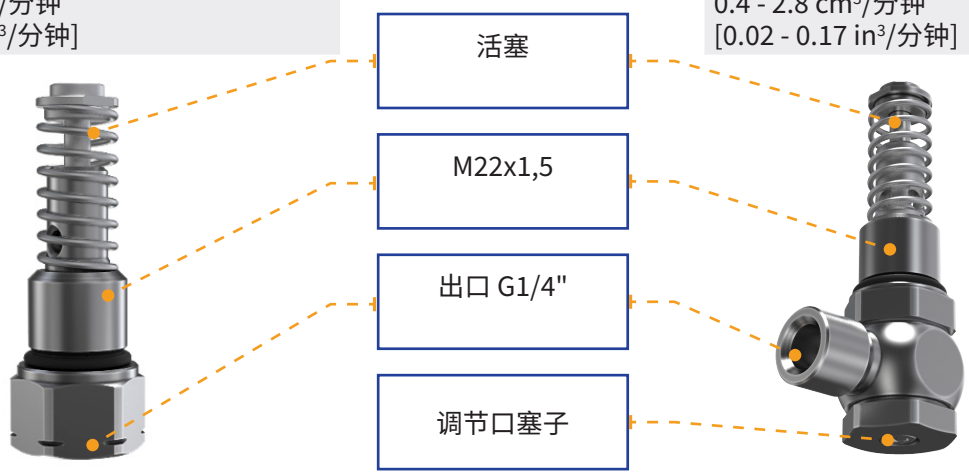 /分钟
³/分钟]
0.4 - 2.8 cm³/分钟
[0.02 - 0.17 in³/分钟]
活塞
M22x1,5
出口 G1/4"
调节口塞子